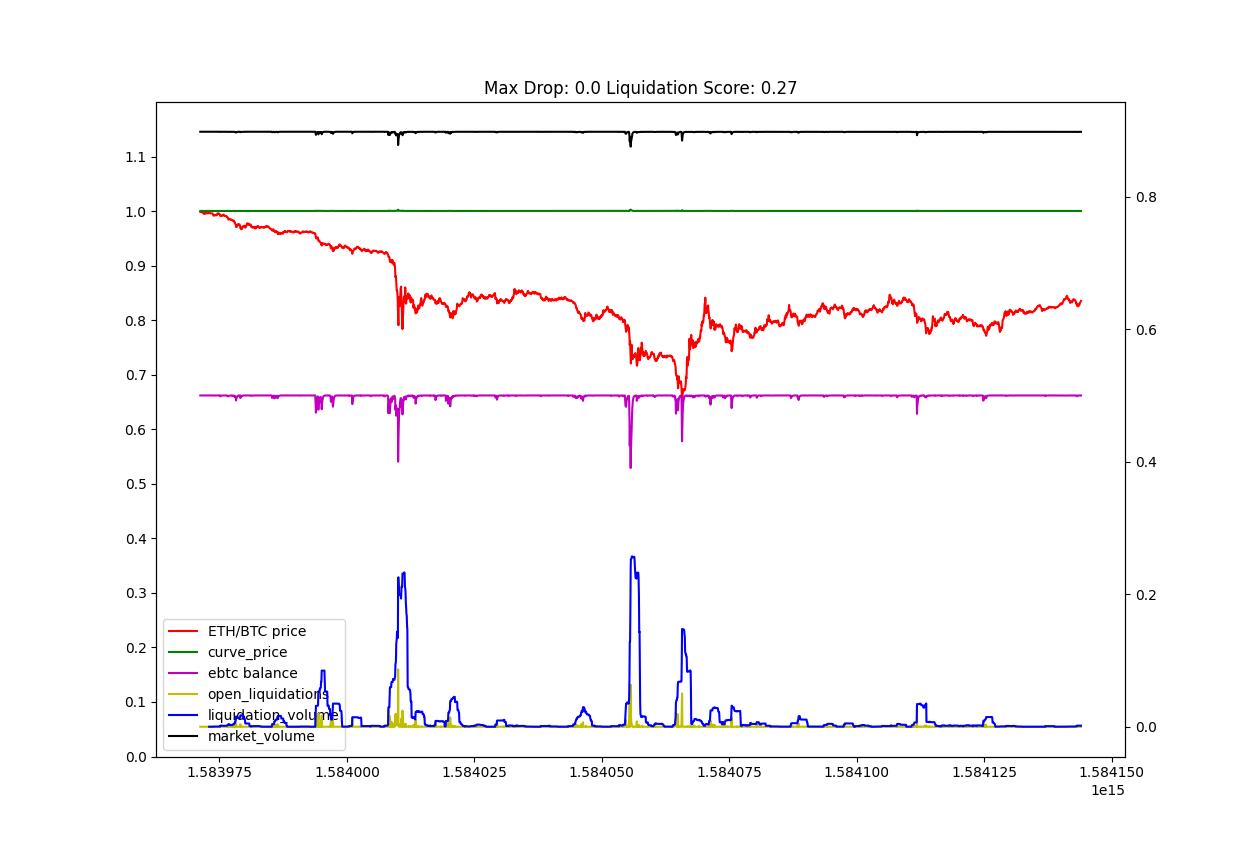 Max Drop: 0.0 Liquidation Score: 0.27
1.1
1.0
0.9
0.8
0.7
0.6
0.5
0.4
0.3
0.2
0.1
0.0
0.8
0.6
0.4
0.2
0.0
ETH/BTC price
curve_price
ebtc balance
open_liquidations
liquidation_volume
market_volume
1.583975 1.584000 1.584025 1.584050 1.584075 1.584100 1.584125 1.584150
1e15